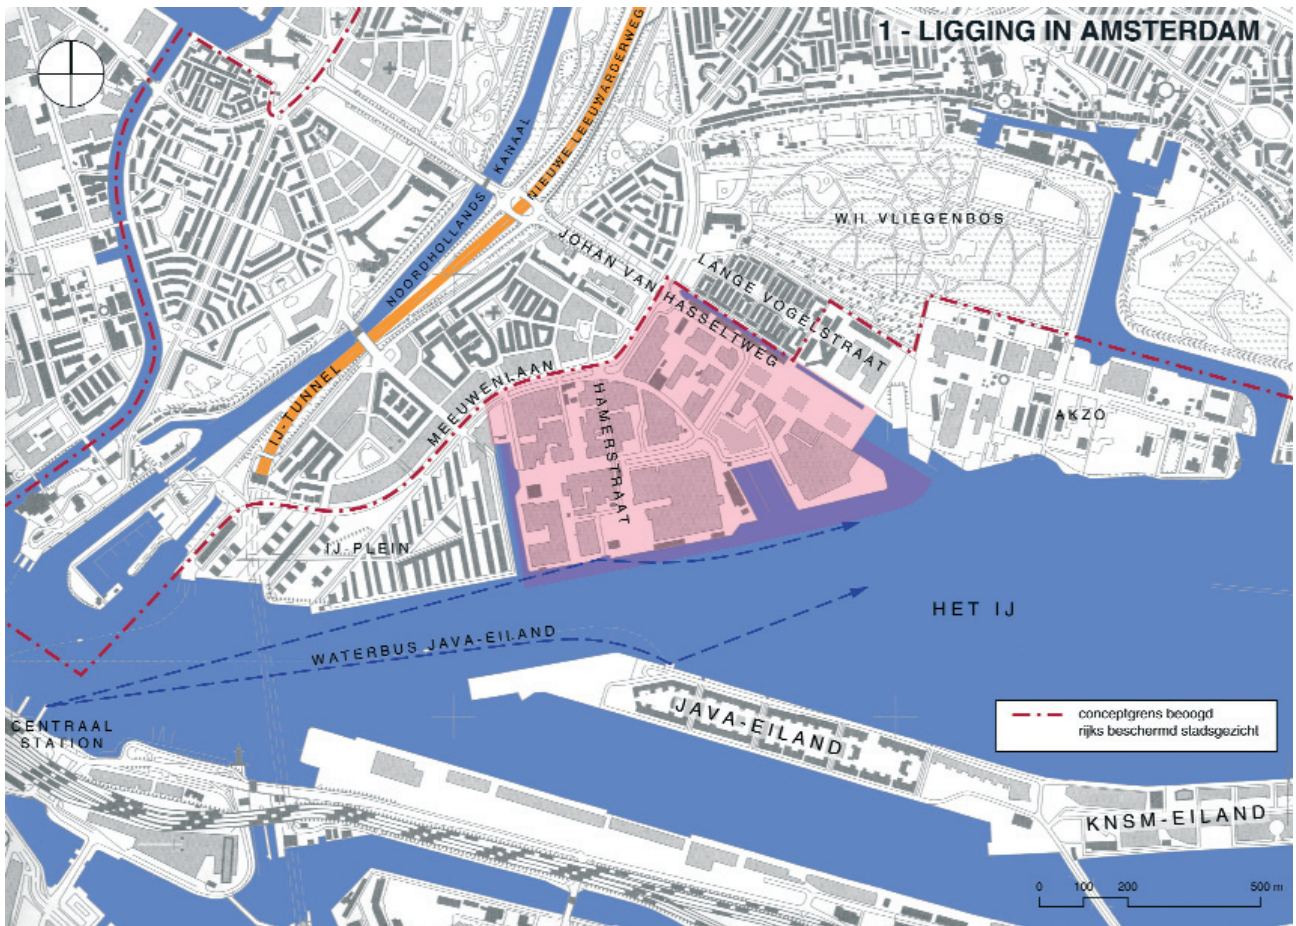 1 - LIGGING IN AMSTERDAM
NIEUWE LEEUWARDERWEG
NOORDHOLLANDS KANAAL
WH. VLIEGENBOS
JOHAN VAN HASSELTWEG
LANGE VOGELSTRAAT
IJ-TUNNEL
MEEUWENLAAN
HAMERSTRAAT
AKZO
IJ-PLEIN
HET IJ
WATERBUS JAVA-EILAND
CENTRAAL
STATION
JAVA-EILAND
conceptgrens beoogd
rijks beschermd stadsgezicht
KNSM-EILAND
0 100 200 500 m